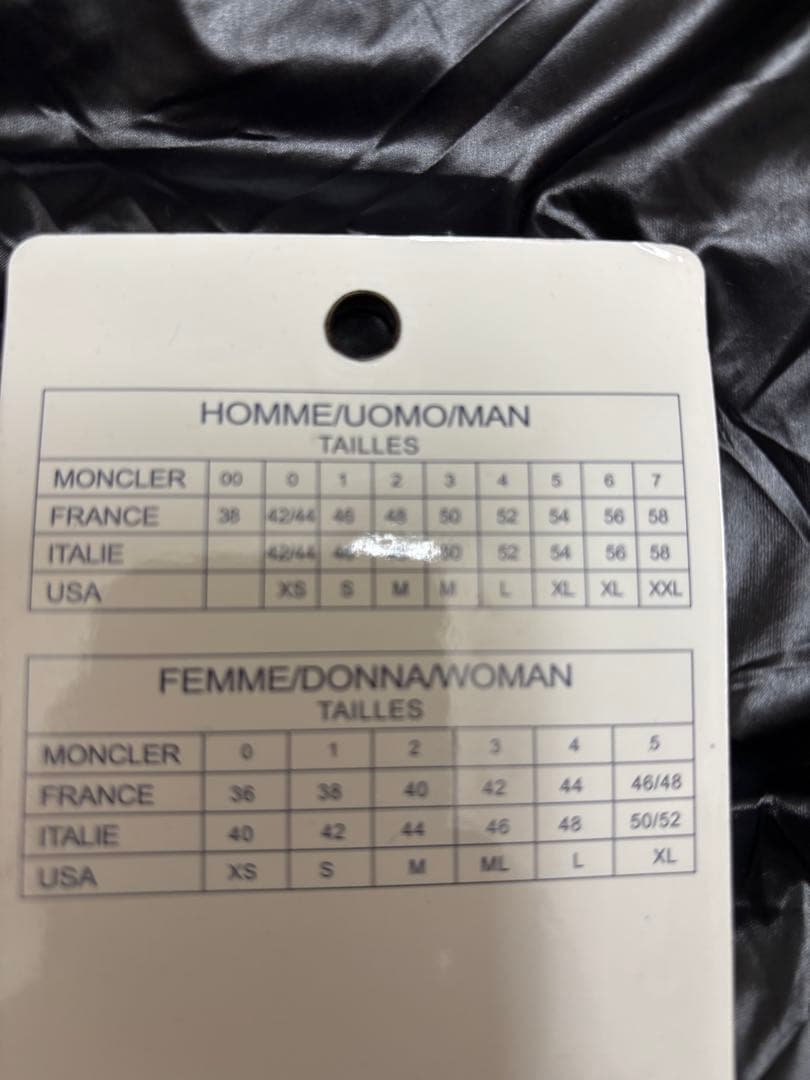 HOMME/UOMO/MAN
TAILLES
MONCLER 00 0 1 2 3 4 5 6 7
FRANCE 38 42/44 46 48 50 52 54 56 58
ITALIE 42/44 52 54 56 58
USA XS S M M L XL XL XXL
FEMME/DONNA/WOMAN
TAILLES
MONCLER 0 1 2 3 4 5
FRANCE 36 38 40 42 44 46/48
ITALIE 40 42 44 46 48 50/52
USA XS S M ML L XL